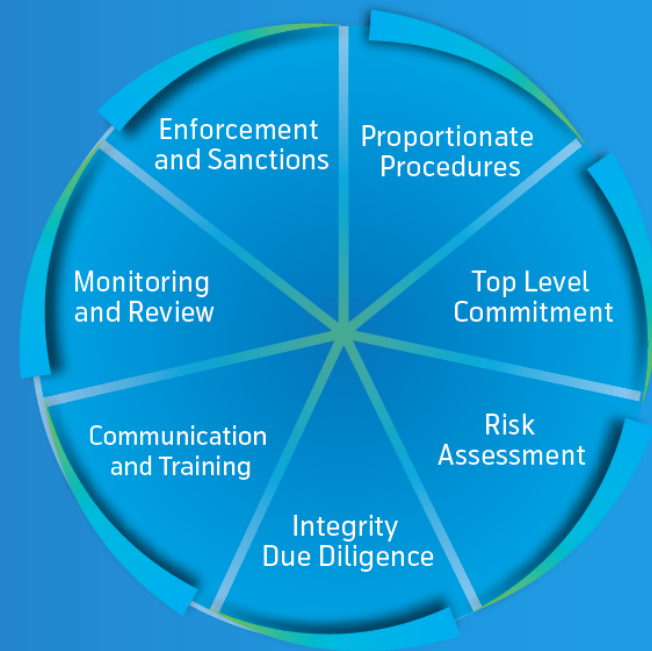 Enforcement
and Sanctions
Proportionate
Procedures
Top Level
Commitment
Risk
Assessment
Integrity
Due Diligence
Communication
and Training
Monitoring
and Review